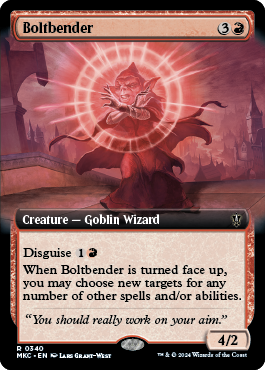 Boltbender 3
Creature — Goblin Wizard
Disguise 1
When Boltbender is turned face up,
you may choose new targets for any
number of other spells and/or abilities.
“You should really work on your aim.”
4/2
R 0340
MKC • EN Lars Grant-West
™ & © 2024 Wizards of the Coast